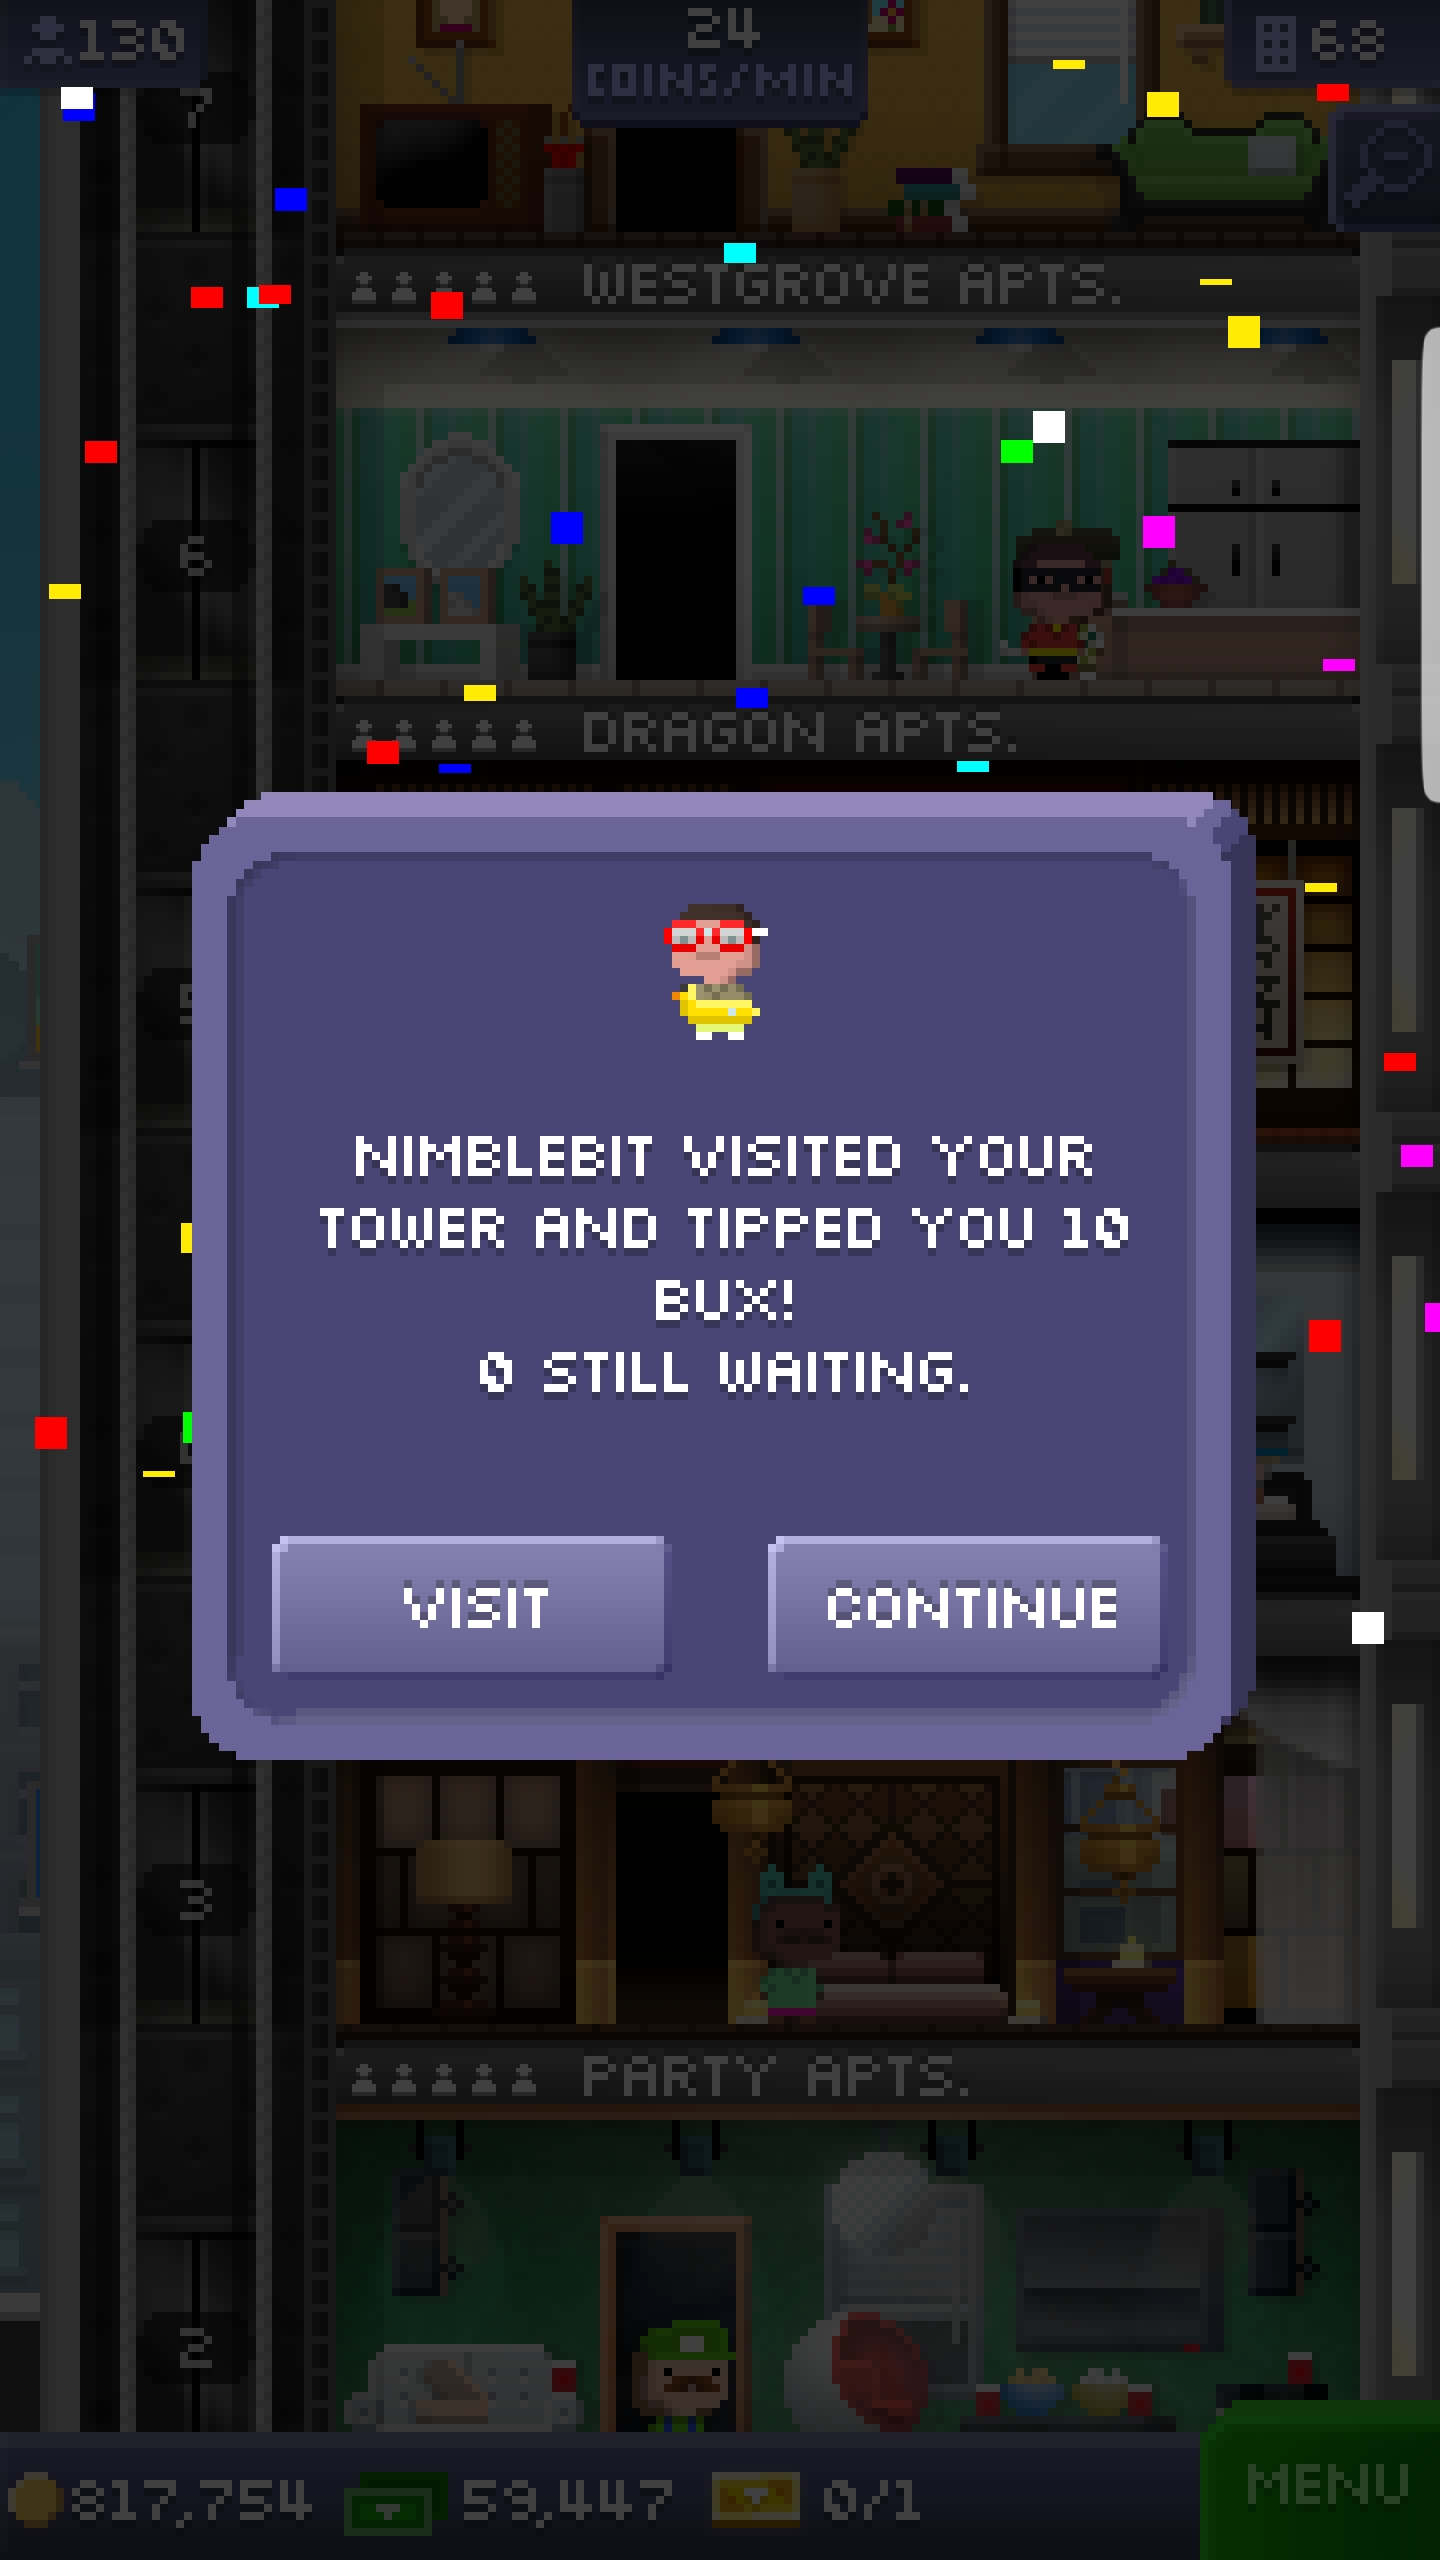 130
24
COINS/MIN
68
7
WESTGROVE APTS.
6
DRAGON APTS.
NIMBLEBIT VISITED YOUR
TOWER AND TIPPED YOU 10
BUX!
0 STILL WAITING.
VISIT
CONTINUE
3
PARTY APTS.
2
817,754
59,447
0/1
MENU